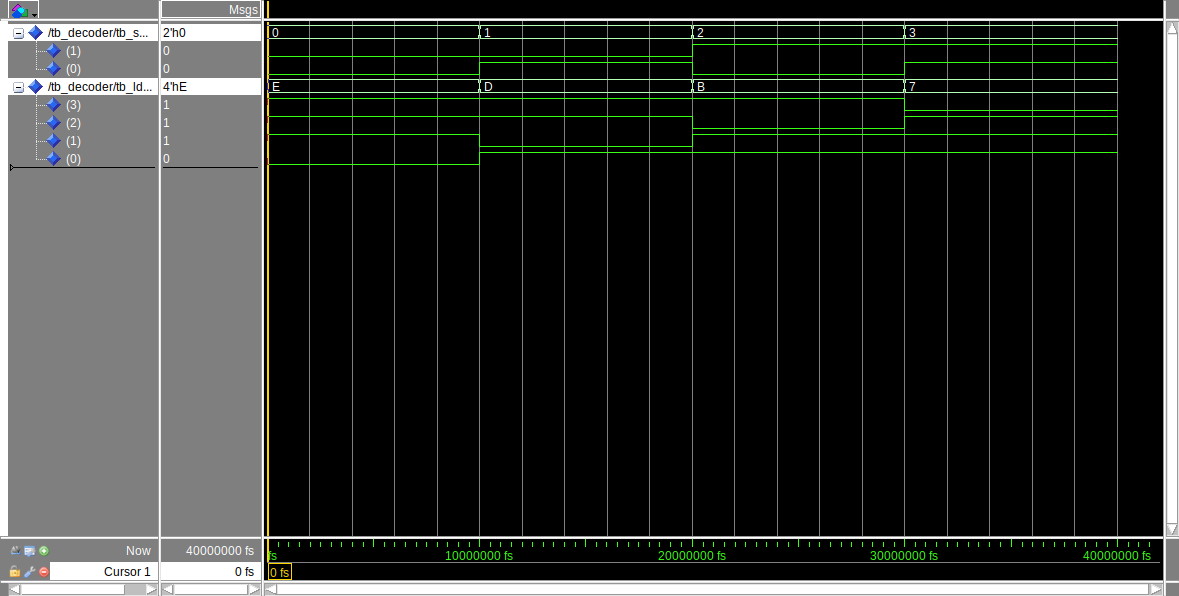 Msgs
/tb_decoder/tb_s... 2'h0 0 1 2 3
(1) 0
(0) 0
/tb_decoder/tb_ld... 4'hE E D B 7
(3) 1
(2) 1
(1) 1
(0) 0
Now 40000000 fs fs 10000000 fs 20000000 fs 30000000 fs 40000000 fs
Cursor 1 0 fs 0 fs